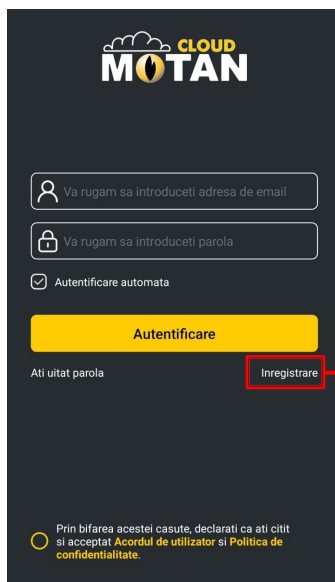 CLOUD
MOTAN
Va rugam sa introduceti adresa de email
Va rugam sa introduceti parola
Autentificare automata
Autentificare
Ati uitat parola
Inregistrare
Prin bifarea acestei casute, declarati ca ati citit
si acceptat Acordul de utilizator si Politica de
confidentialitate.